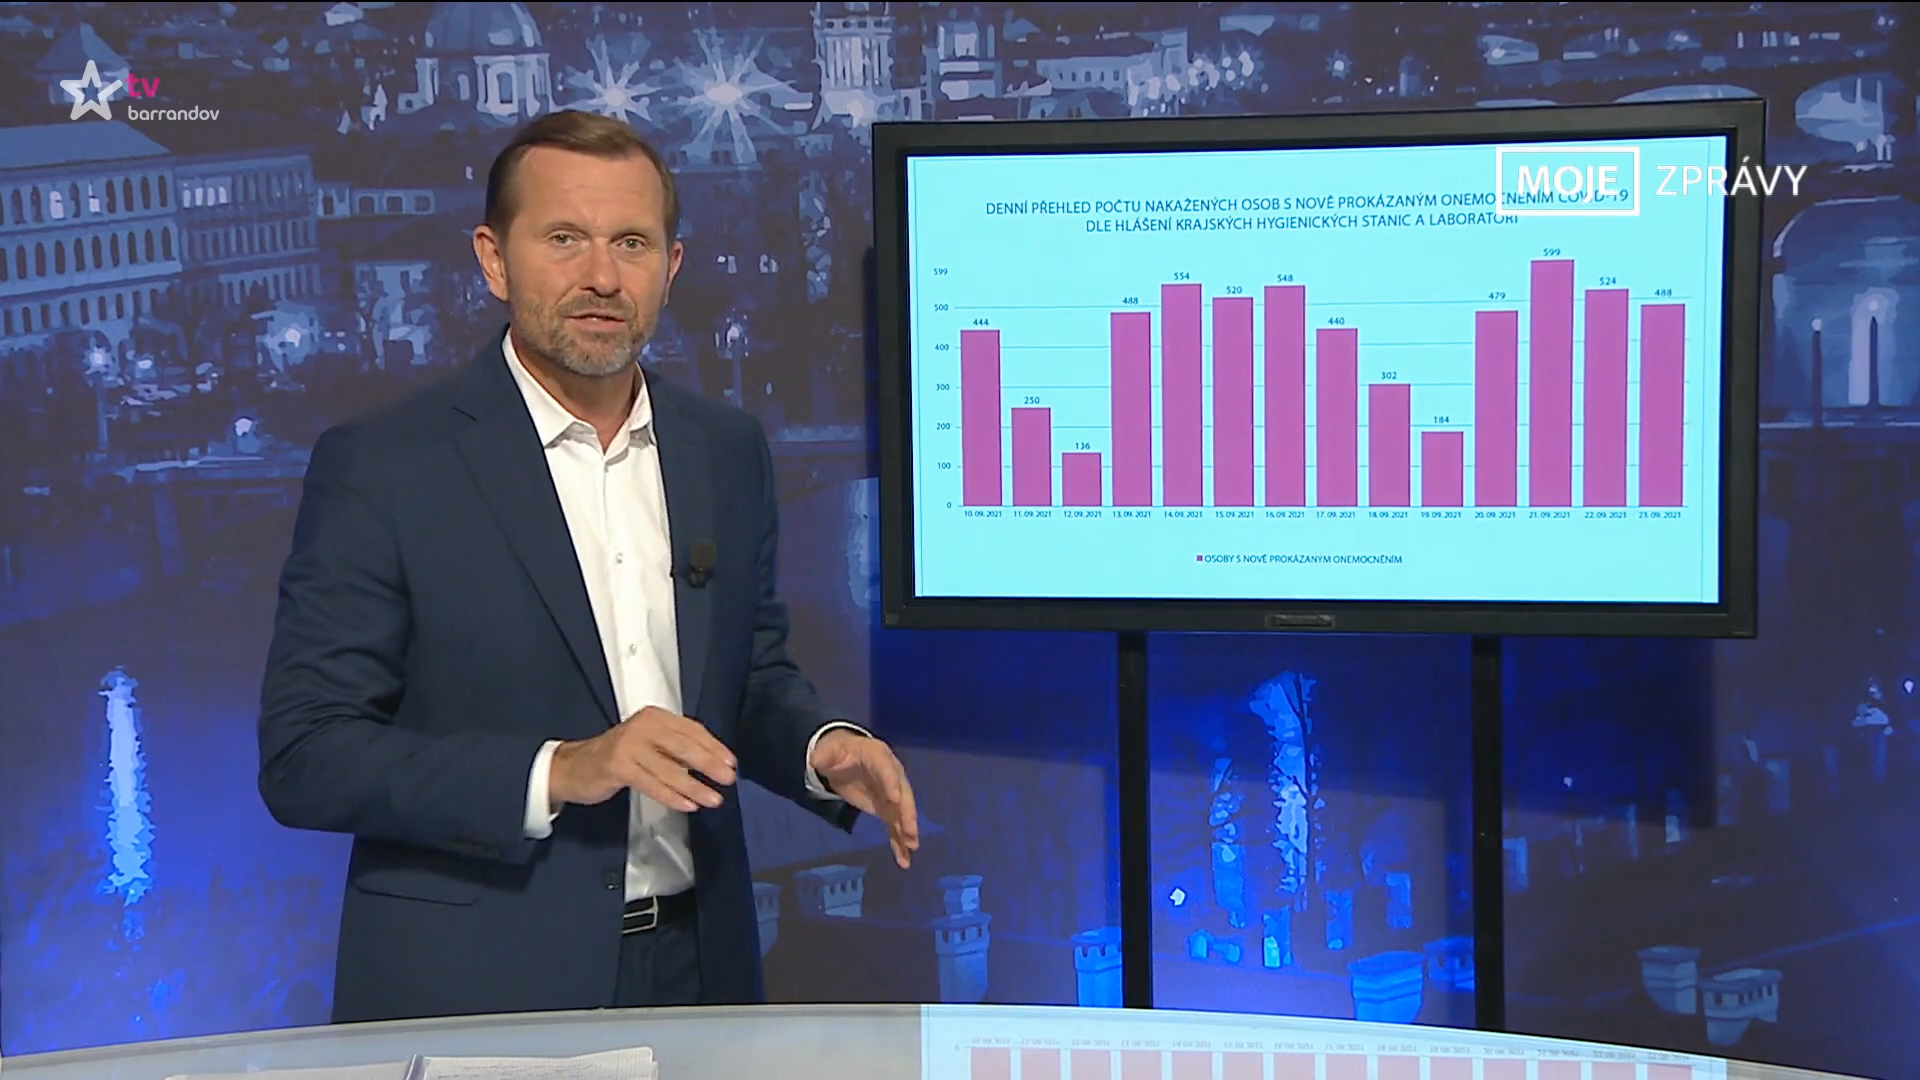 tv
barrandov
MOJE ZPRÁVY
DENNÍ PŘEHLED POČTU NAKAŽENÝCH OSOB S NOVĚ PROKÁZANÝM ONEMOCNĚNÍM COVID-19
DLE HLÁŠENÍ KRAJSKÝCH HYGIENICKÝCH STANIC A LABORATOŘÍ
599
500
400
300
200
100
0
444
250
136
488
554
520
548
440
302
184
479
599
524
488
10. 09. 2021
11. 09. 2021
12. 09. 2021
13. 09. 2021
14. 09. 2021
15. 09. 2021
16. 09. 2021
17. 09. 2021
18. 09. 2021
19. 09. 2021
20. 09. 2021
21. 09. 2021
22. 09. 2021
23. 09. 2021
OSOBY S NOVĚ PROKÁZANÝM ONEMOCNĚNÍM